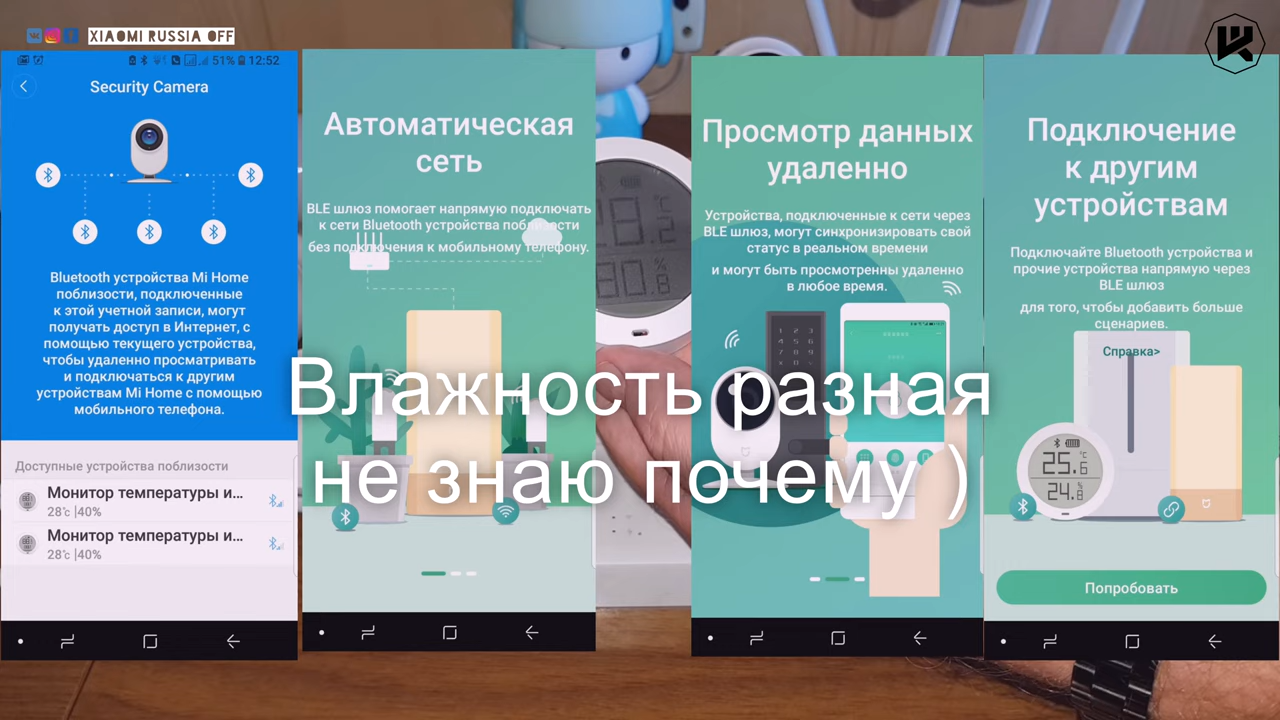 XIAOMI RUSSIA OFF
51% 12:52
Security Camera
Bluetooth устройства Mi Home
поблизости, подключенные
к этой учетной записи, могут
получать доступ в Интернет, с
помощью текущего устройства,
чтобы удаленно просматривать
и подключаться к другим
устройствам Mi Home с помощью
мобильного телефона.
Доступные устройства поблизости
Монитор температуры и...
28°c |40%
Монитор температуры и...
28°c |40%
Автоматическая
сеть
BLE шлюз помогает напрямую подключать
к сети Bluetooth устройства поблизости
без подключения к мобильному телефону.
Просмотр данных
удаленно
Устройства, подключенные к сети через
BLE шлюз, могут синхронизировать свой
статус в реальном времени
и могут быть просмотренны удаленно
в любое время.
1 2 3
Подключение
к другим
устройствам
Подключайте Bluetooth устройства и
прочие устройства напрямую через
BLE шлюз
для того, чтобы добавить больше
сценариев.
Справка>
25.6
24.8
%
Попробовать
Влажность разная
не знаю почему )